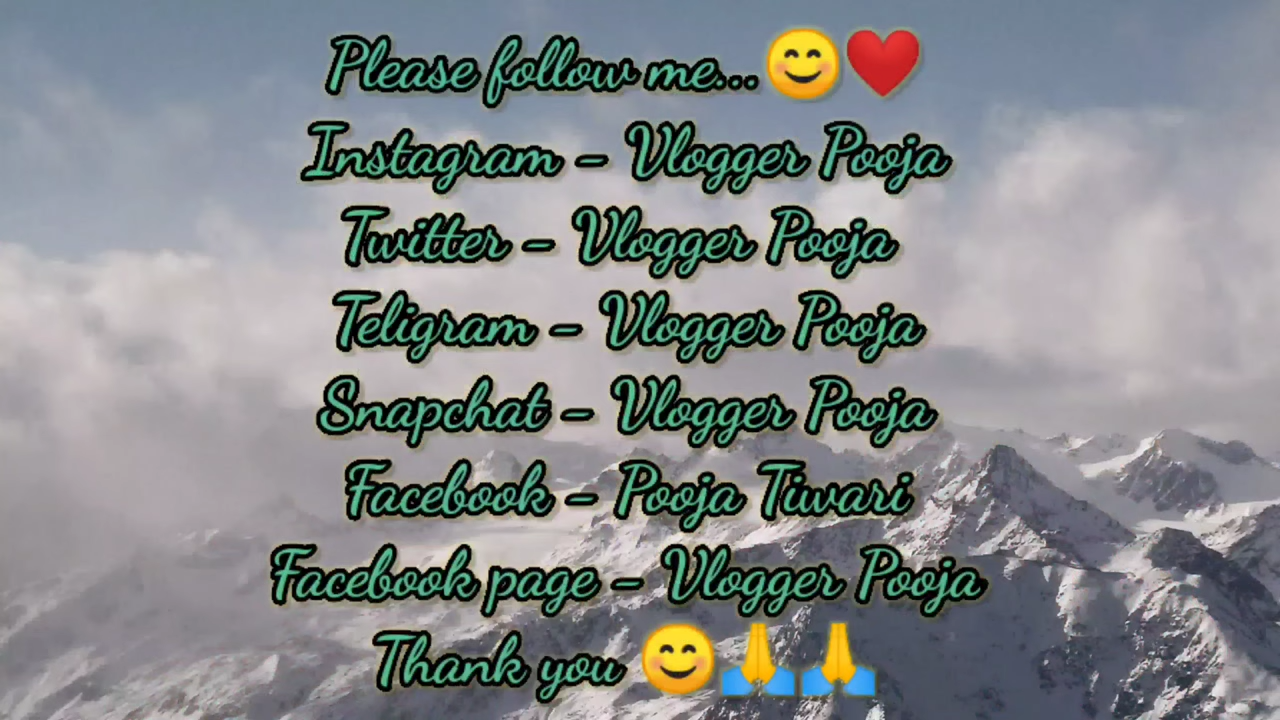 Please follow me...😊❤️
Instagram - Vlogger Pooja
Twitter - Vlogger Pooja
Teligram - Vlogger Pooja
Snapchat - Vlogger Pooja
Facebook - Pooja Tiwari
Facebook page - Vlogger Pooja
Thank you 😊🙏🙏